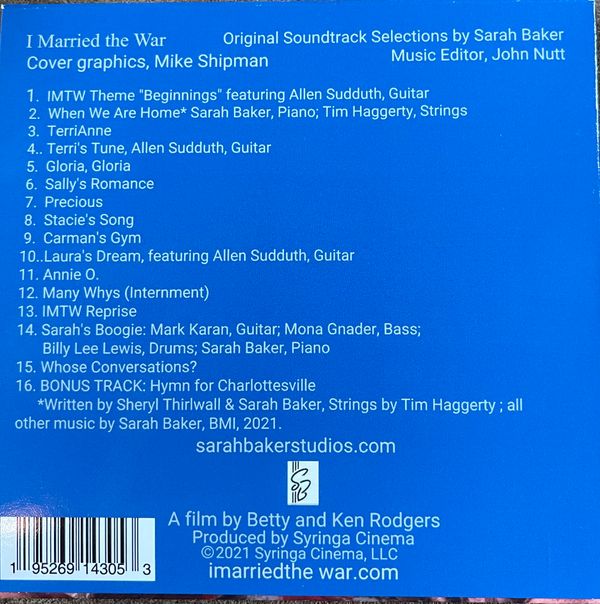 I Married the War
Original Soundtrack Selections by Sarah Baker
Cover graphics, Mike Shipman
Music Editor, John Nutt
1. IMTW Theme "Beginnings" featuring Allen Sudduth, Guitar
2. When We Are Home* Sarah Baker, Piano; Tim Haggerty, Strings
3. TerriAnne
4.. Terri's Tune, Allen Sudduth, Guitar
5. Gloria, Gloria
6. Sally's Romance
7. Precious
8. Stacie's Song
9. Carman's Gym
10..Laura's Dream, featuring Allen Sudduth, Guitar
11. Annie O.
12. Many Whys (Internment)
13. IMTW Reprise
14. Sarah's Boogie: Mark Karan, Guitar; Mona Gnader, Bass;
Billy Lee Lewis, Drums; Sarah Baker, Piano
15. Whose Conversations?
16. BONUS TRACK: Hymn for Charlottesville
*Written by Sheryl Thirlwall & Sarah Baker, Strings by Tim Haggerty ; all
other music by Sarah Baker, BMI, 2021.
sarahbakerstudios.com
SB
A film by Betty and Ken Rodgers
Produced by Syringa Cinema
©2021 Syringa Cinema, LLC
imarriedthe war.com
1 95269 14305 3